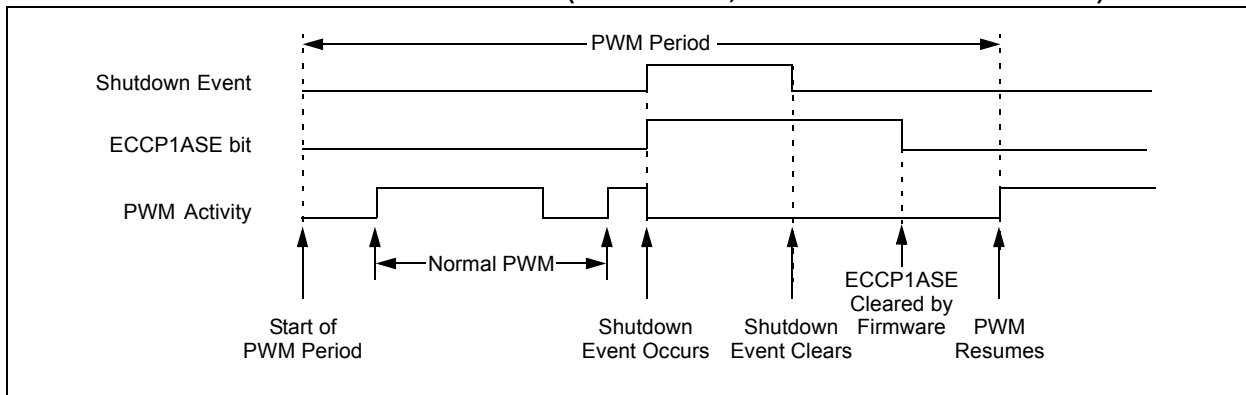 PWM Period
Shutdown Event
ECCP1ASE bit
PWM Activity
Normal PWM
Start of
PWM Period
Shutdown
Event Occurs
Shutdown
Event Clears
ECCP1ASE
Cleared by
Firmware
PWM
Resumes